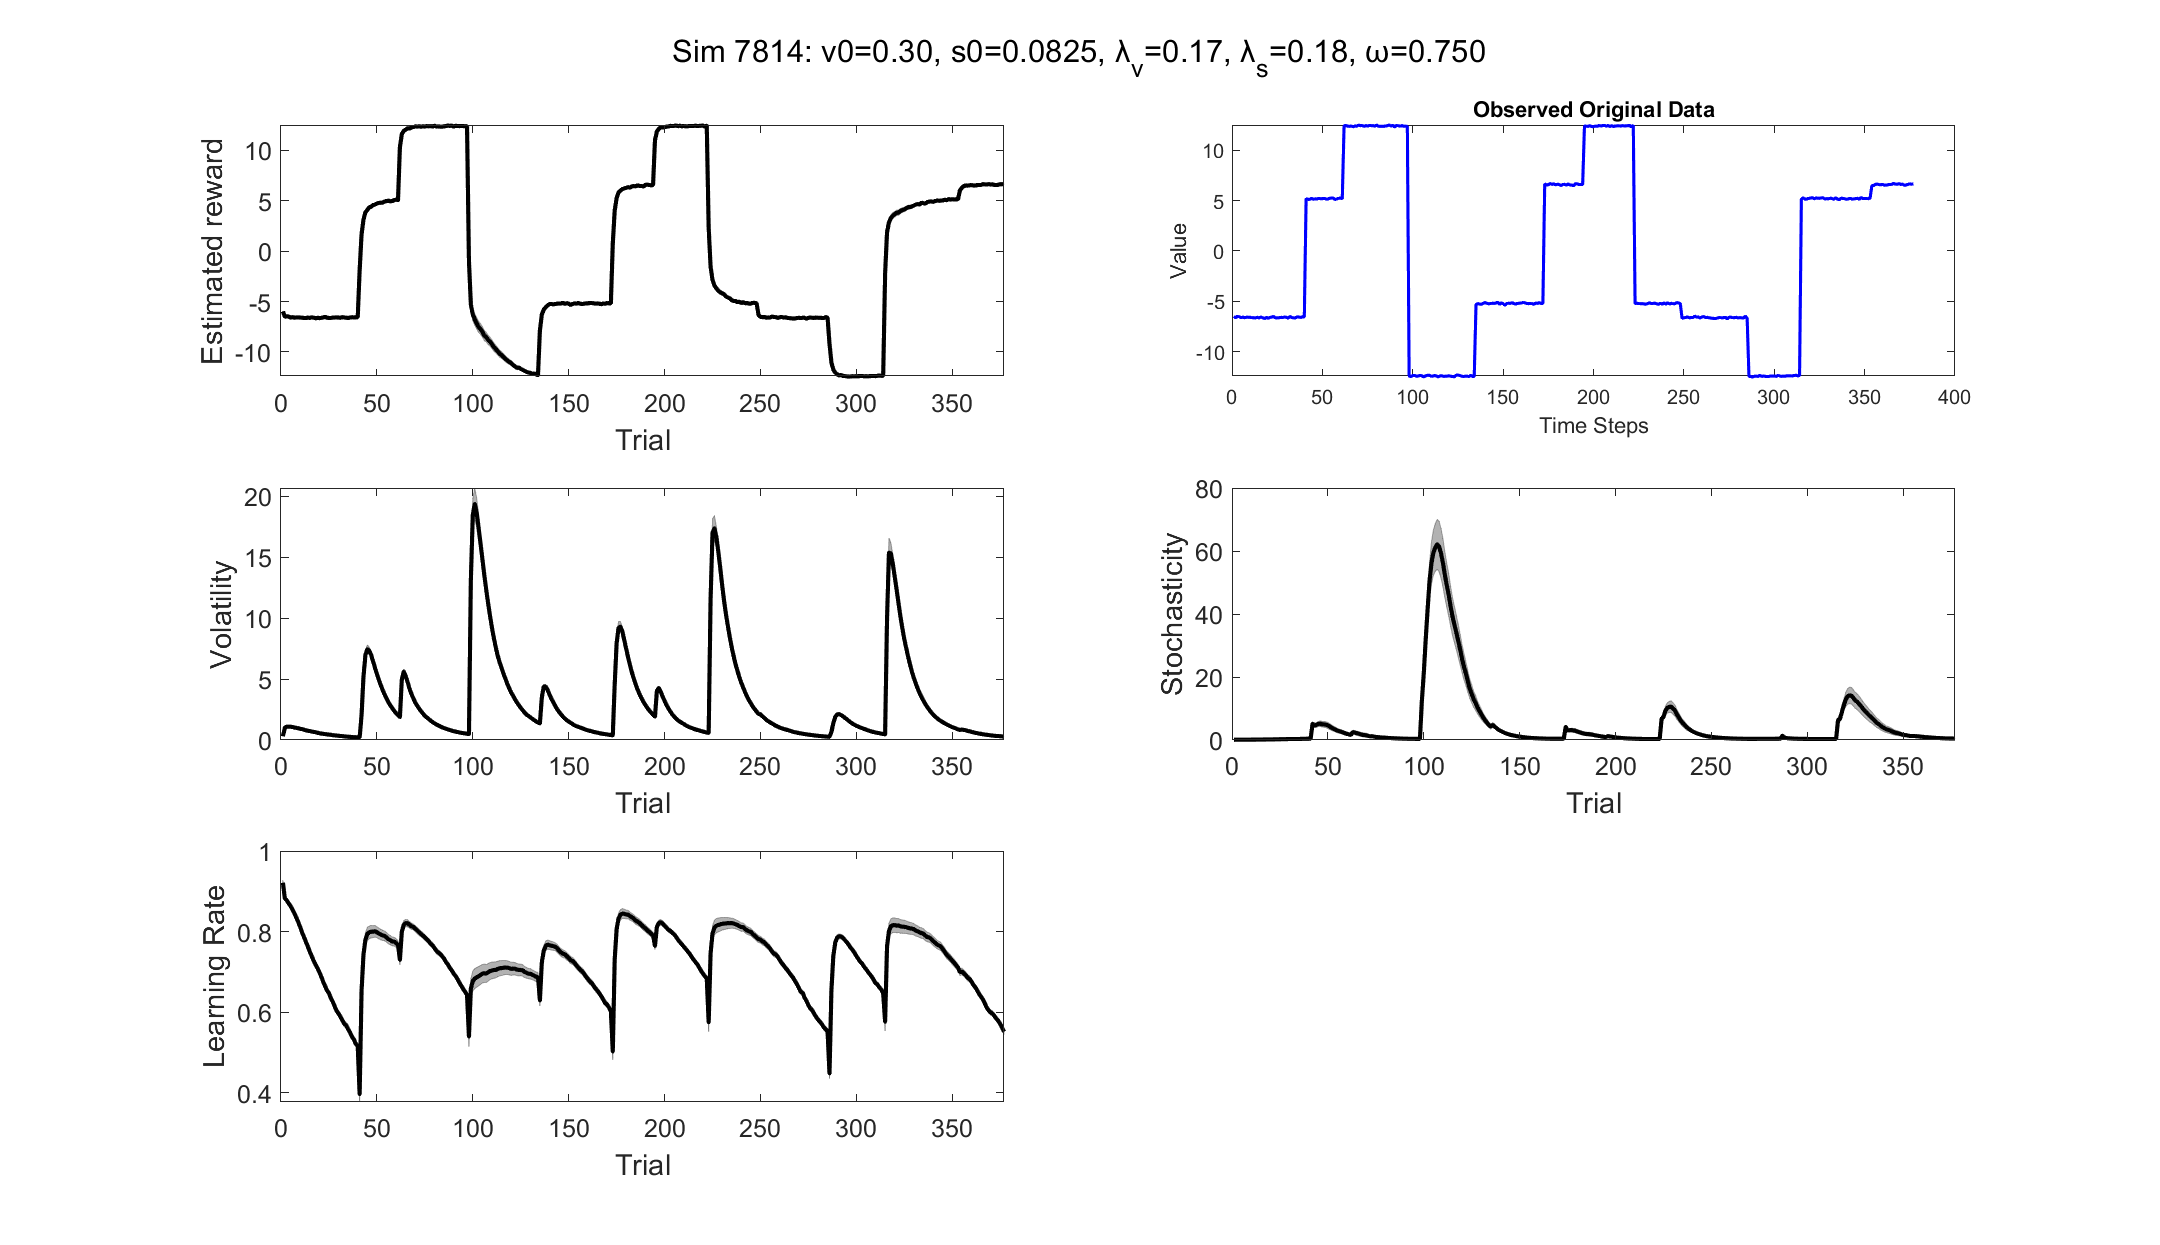 Sim 7814: v0=0.30, s0=0.0825, λ_v=0.17, λ_s=0.18, ω=0.750
Estimated reward
10
5
0
-5
-10
0 50 100 150 200 250 300 350
Trial
Observed Original Data
Value
10
5
0
-5
-10
0 50 100 150 200 250 300 350 400
Time Steps
Volatility
20
15
10
5
0
0 50 100 150 200 250 300 350
Trial
Stochasticity
80
60
40
20
0
0 50 100 150 200 250 300 350
Trial
Learning Rate
1
0.8
0.6
0.4
0 50 100 150 200 250 300 350
Trial